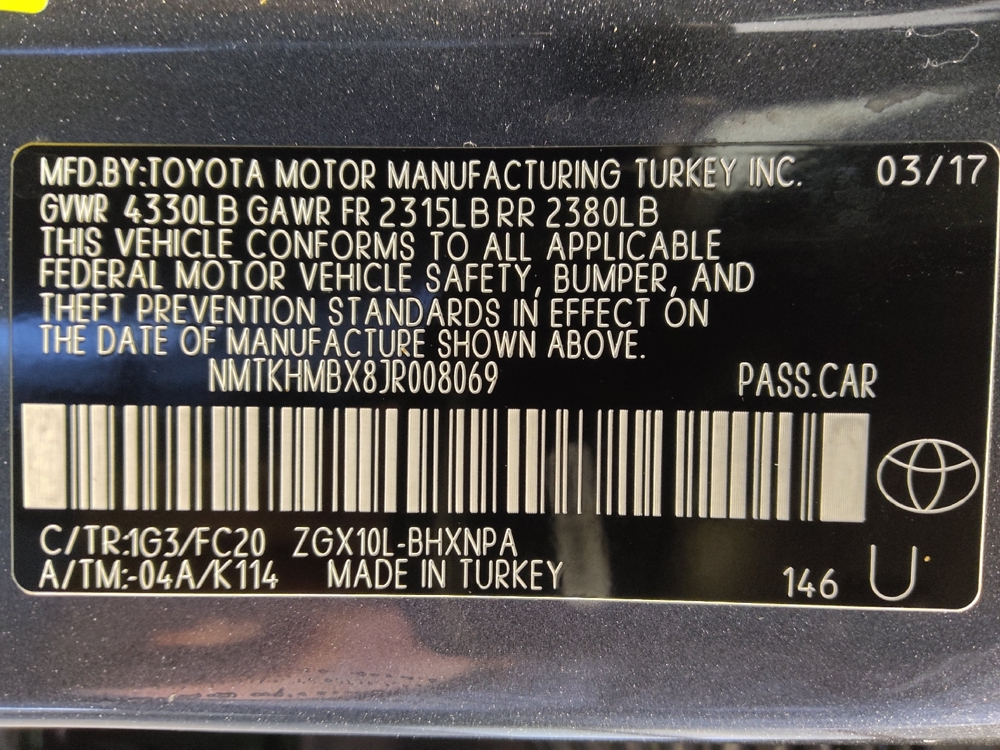 MFD.BY:TOYOTA MOTOR MANUFACTURING TURKEY INC. 03/17
GVWR 4330LB GAWR FR 2315LB RR 2380LB
THIS VEHICLE CONFORMS TO ALL APPLICABLE
FEDERAL MOTOR VEHICLE SAFETY, BUMPER, AND
THEFT PREVENTION STANDARDS IN EFFECT ON
THE DATE OF MANUFACTURE SHOWN ABOVE.
NMTKHMBX8JR008069 PASS.CAR
C/TR:1G3/FC20 ZGX10L-BHXNPA
A/TM:-04A/K114 MADE IN TURKEY 146 U